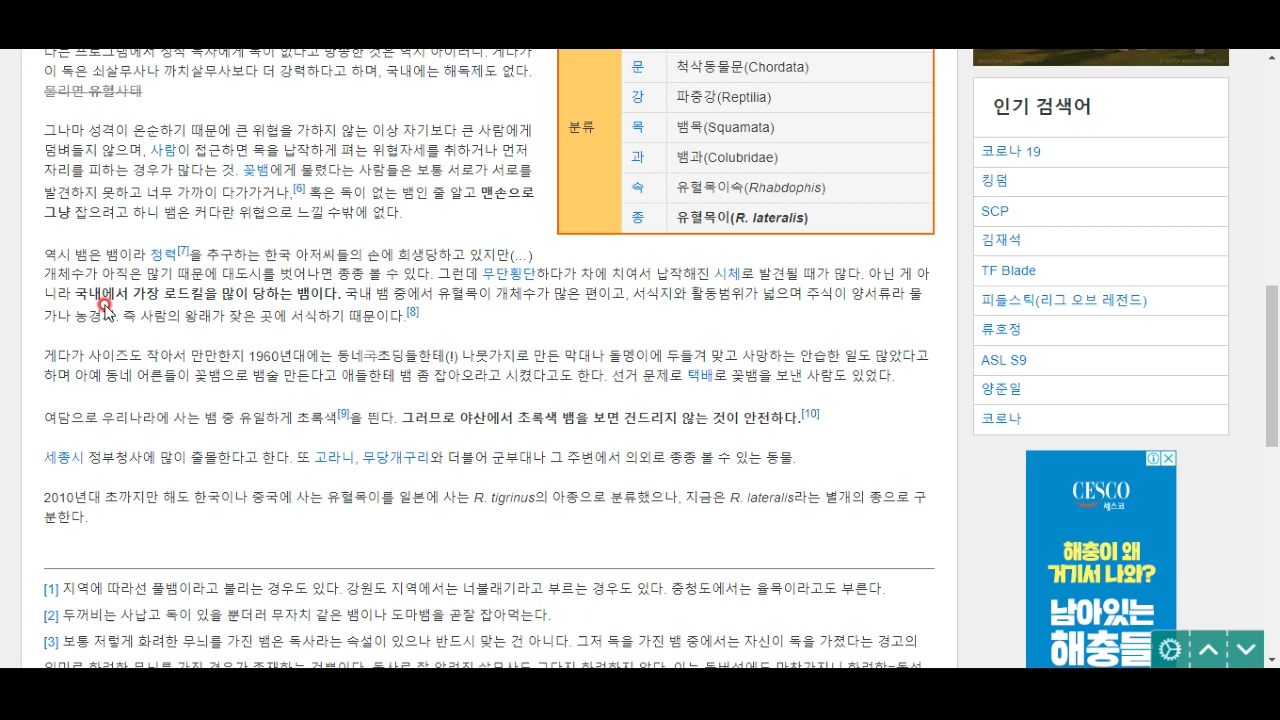 나는 프로그램에서 정식 독사에게 독이 없다고 방송한 것은 역시 아이러니. 게다가
이 독은 쇠살무사나 까치살무사보다 더 강력하다고 하며, 국내에는 해독제도 없다.
물리면 유혈사태
그나마 성격이 온순하기 때문에 큰 위협을 가하지 않는 이상 자기보다 큰 사람에게
덤벼들지 않으며, 사람이 접근하면 목을 납작하게 펴는 위협자세를 취하거나 먼저
자리를 피하는 경우가 많다는 것. 꽃뱀에게 물렸다는 사람들은 보통 서로가 서로를
발견하지 못하고 너무 가까이 다가가거나,[6] 혹은 독이 없는 뱀인 줄 알고 맨손으로
그냥 잡으려고 하니 뱀은 커다란 위협으로 느낄 수밖에 없다.
분류
문 척삭동물문(Chordata)
강 파충강(Reptilia)
목 뱀목(Squamata)
과 뱀과(Colubridae)
속 유혈목이속(Rhabdophis)
종 유혈목이(R. lateralis)
역시 뱀은 뱀이라 정력[7]을 추구하는 한국 아저씨들의 손에 희생당하고 있지만(...)
개체수가 아직은 많기 때문에 대도시를 벗어나면 종종 볼 수 있다. 그런데 무단횡단하다가 차에 치여서 납작해진 시체로 발견될 때가 많다. 아닌 게 아
니라 국내에서 가장 로드킬을 많이 당하는 뱀이다. 국내 뱀 중에서 유혈목이 개체수가 많은 편이고, 서식지와 활동범위가 넓으며 주식이 양서류라 물
가나 농경 즉 사람의 왕래가 잦은 곳에 서식하기 때문이다.[8]
게다가 사이즈도 작아서 만만한지 1960년대에는 동네국초딩들한테(!) 나뭇가지로 만든 막대나 돌멩이에 두들겨 맞고 사망하는 안습한 일도 많았다고
하며 아예 동네 어른들이 꽃뱀으로 뱀술 만든다고 애들한테 뱀 좀 잡아오라고 시켰다고도 한다. 선거 문제로 택배로 꽃뱀을 보낸 사람도 있었다.
여담으로 우리나라에 사는 뱀 중 유일하게 초록색[9]을 띈다. 그러므로 야산에서 초록색 뱀을 보면 건드리지 않는 것이 안전하다.[10]
세종시 정부청사에 많이 출몰한다고 한다. 또 고라니, 무당개구리와 더불어 군부대나 그 주변에서 의외로 종종 볼 수 있는 동물.
2010년대 초까지만 해도 한국이나 중국에 사는 유혈목이를 일본에 사는 R. tigrinus의 아종으로 분류했으나, 지금은 R. lateralis라는 별개의 종으로 구
분한다.
[1] 지역에 따라선 풀뱀이라고 불리는 경우도 있다. 강원도 지역에서는 너불래기라고 부르는 경우도 있다. 충청도에서는 율목이라고도 부른다.
[2] 두꺼비는 사납고 독이 있을 뿐더러 무자치 같은 뱀이나 도마뱀을 곧잘 잡아먹는다.
[3] 보통 저렇게 화려한 무늬를 가진 뱀은 독사라는 속설이 있으나 반드시 맞는 건 아니다. 그저 독을 가진 뱀 중에서는 자신이 독을 가졌다는 경고의
인기 검색어
코로나 19
킹덤
SCP
김재석
TF Blade
피들스틱(리그 오브 레전드)
류호정
ASL S9
양준일
코로나
CESCO
세스코
해충이 왜
거기서 나와?
남아있는
해충들